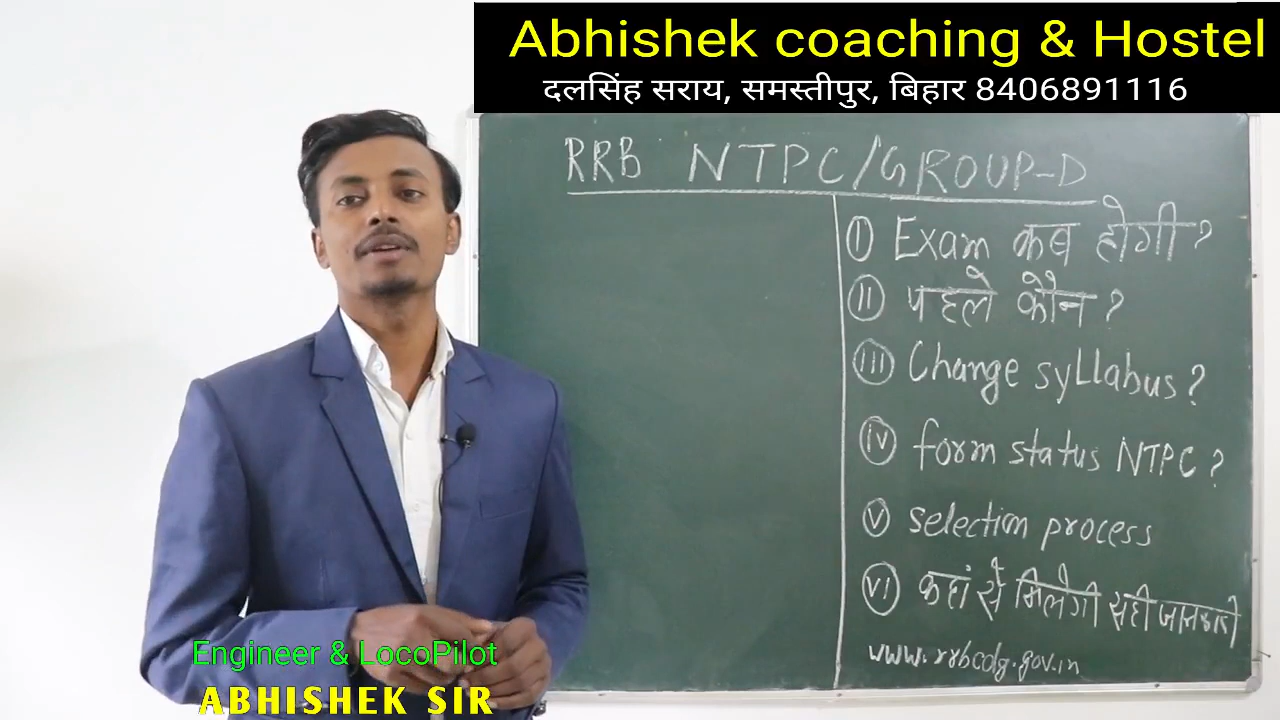 Abhishek coaching & Hostel
दलसिंह सराय, समस्तीपुर, बिहार 8406891116
RRB NTPC/GROUP-D
(I) Exam कब होगी ?
(II) पहले कौन ?
(III) Change syllabus ?
(IV) form status NTPC ?
(V) selection process
(VI) कहां से मिलेगी सही जानकारी
www.rrbcdg.gov.in
Engineer & LocoPilot
ABHISHEK SIR